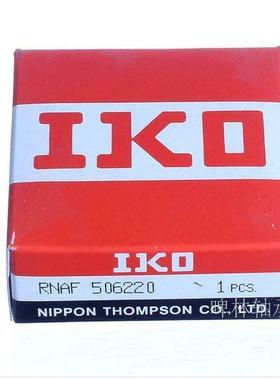 IKO
IKO
RNAF 506220 1 PCS.
NIPPON THOMPSON CO. LTD.